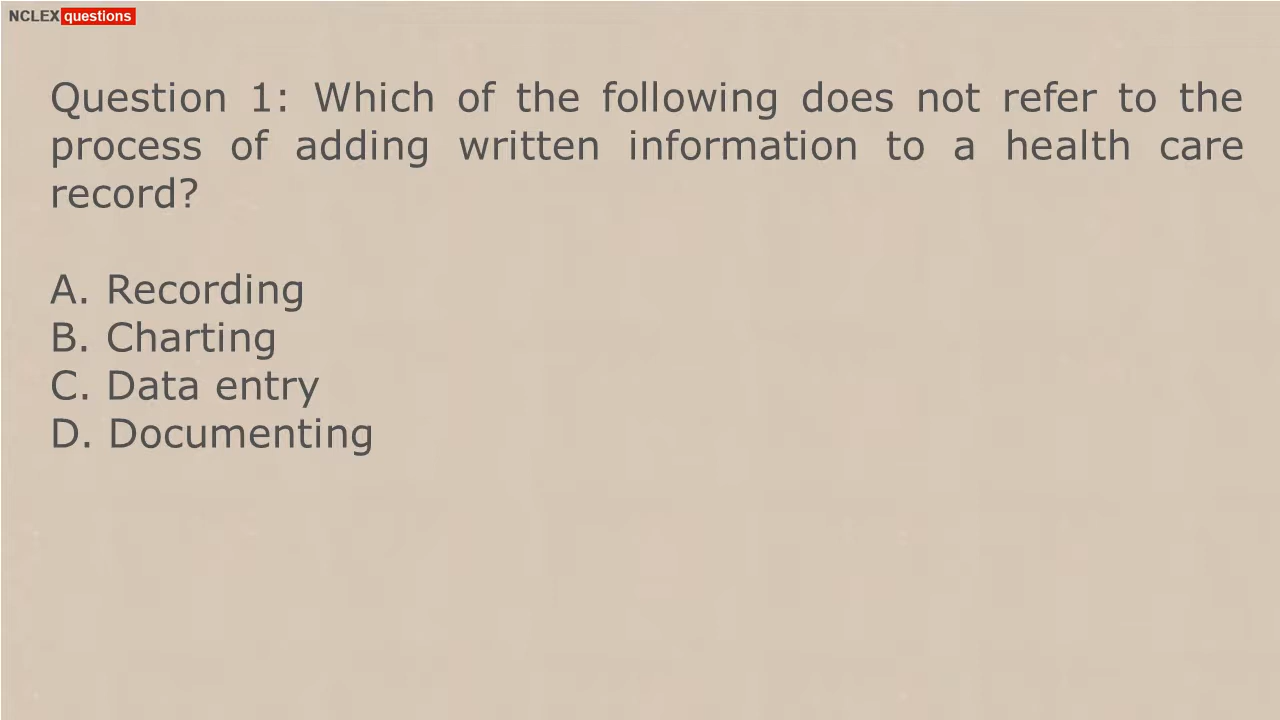 NCLEX questions
Question 1: Which of the following does not refer to the
process of adding written information to a health care
record?
A. Recording
B. Charting
C. Data entry
D. Documenting